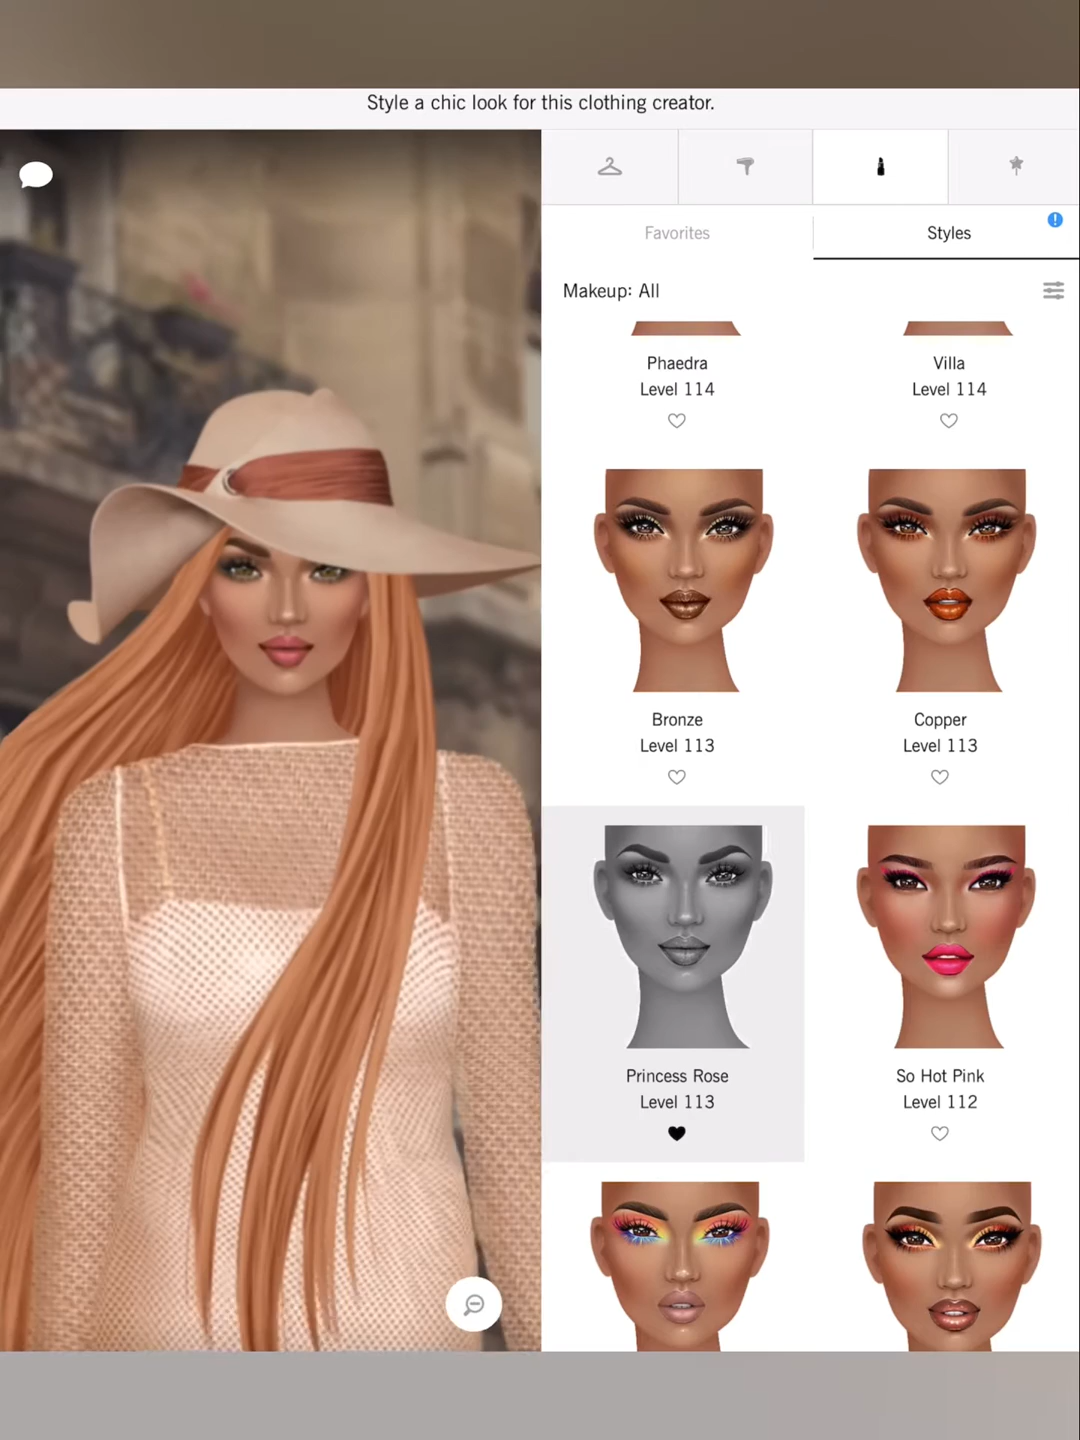 Style a chic look for this clothing creator.
Favorites
Styles
Makeup: All
Phaedra
Level 114
Villa
Level 114
Bronze
Level 113
Copper
Level 113
Princess Rose
Level 113
So Hot Pink
Level 112